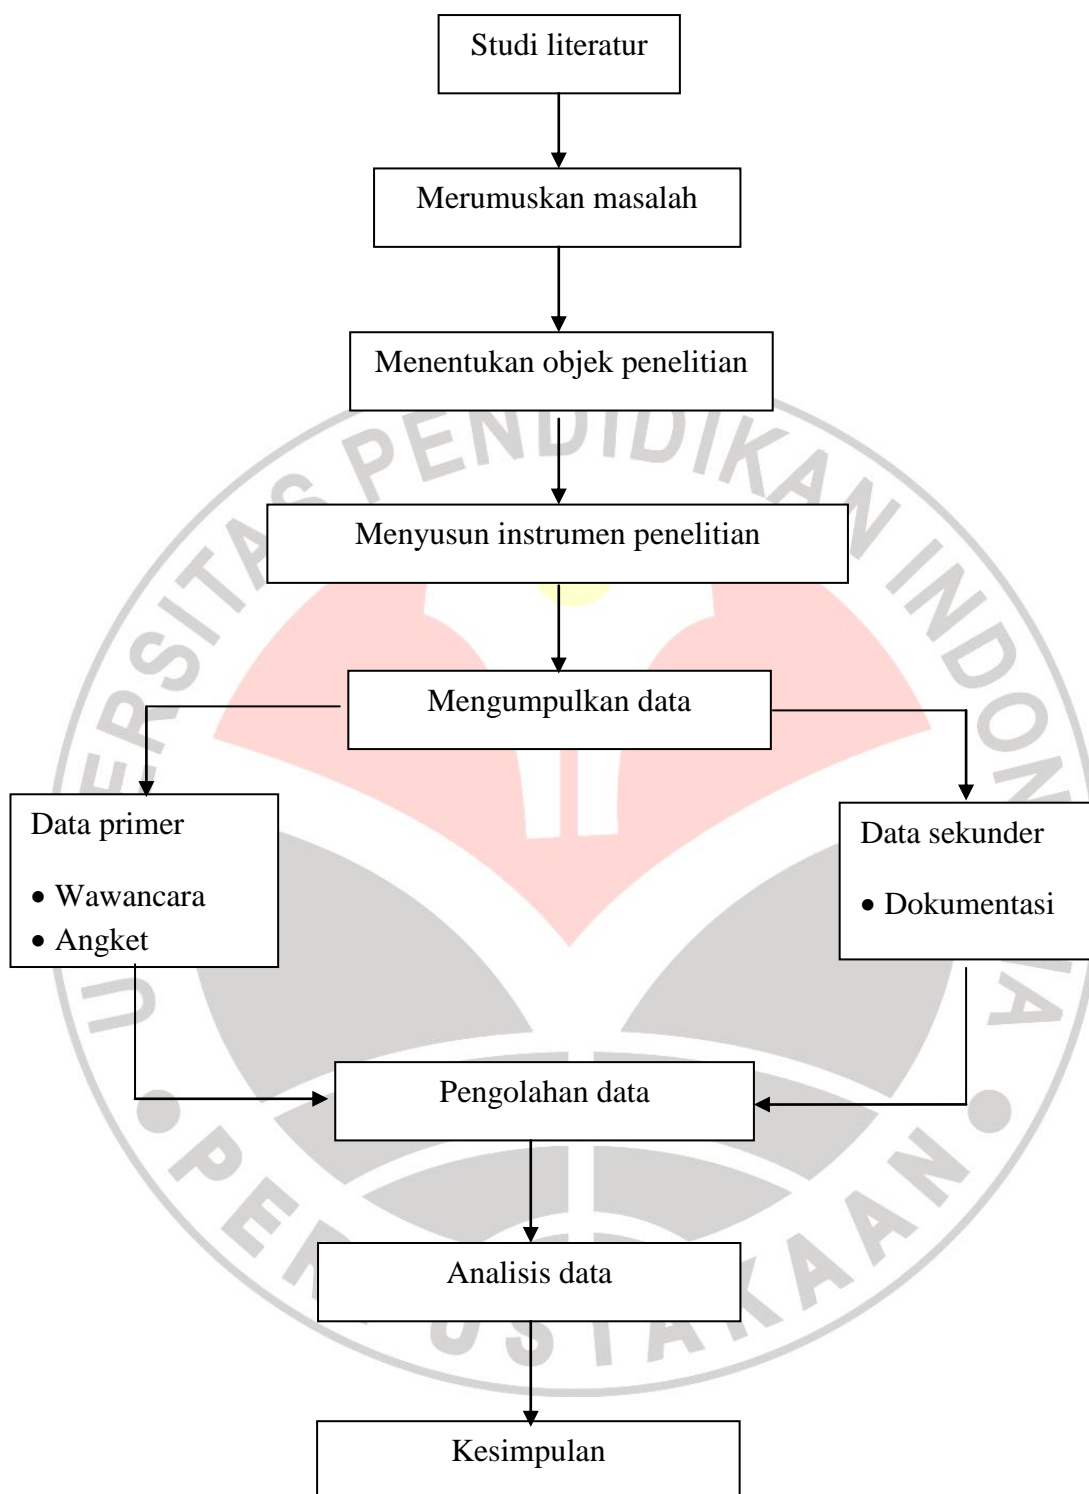 Studi literatur
Merumuskan masalah
Menentukan objek penelitian
Menyusun instrumen penelitian
Mengumpulkan data
Data primer
• Wawancara
• Angket
Data sekunder
• Dokumentasi
Pengolahan data
Analisis data
Kesimpulan
PENDIDIKAN